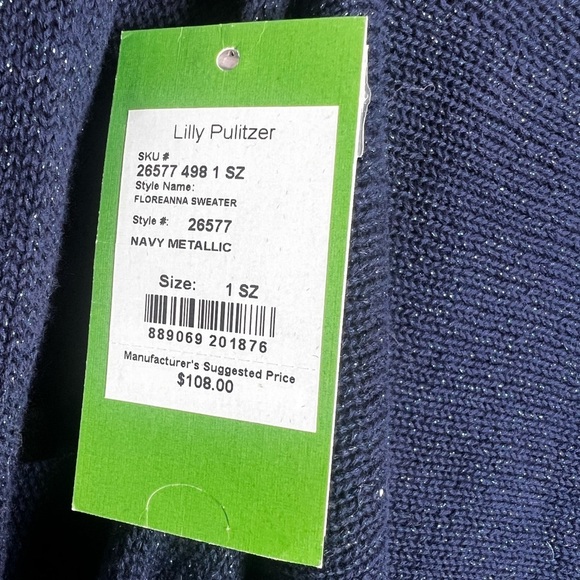 Lilly Pulitzer
SKU #
26577 498 1 SZ
Style Name:
FLOREANNA SWEATER
Style #: 26577
NAVY METALLIC
Size: 1 SZ
889069 201876
Manufacturer's Suggested Price
$108.00